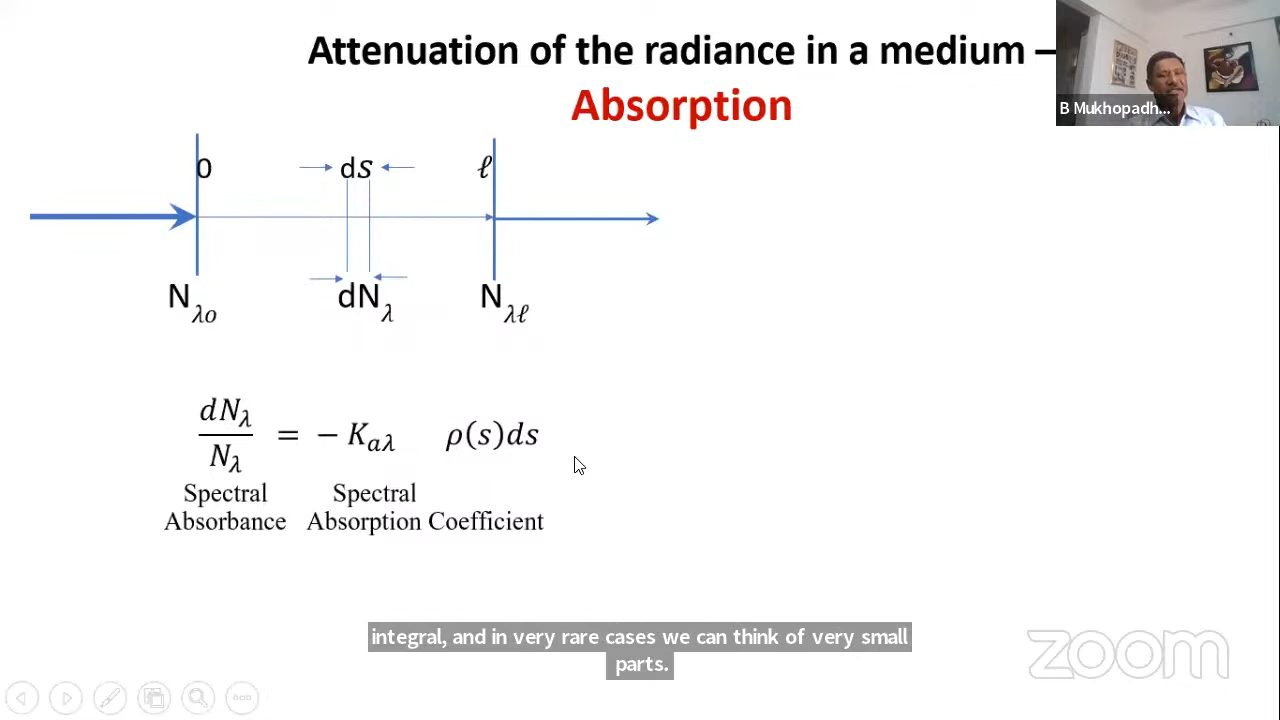 Attenuation of the radiance in a medium –
Absorption
B Mukhopadh...
0 ds ℓ
N_λo dN_λ N_λℓ
dN_λ / N_λ = − K_aλ ρ(s)ds
Spectral Spectral
Absorbance Absorption Coefficient
integral, and in very rare cases we can think of very small
parts.
zoom